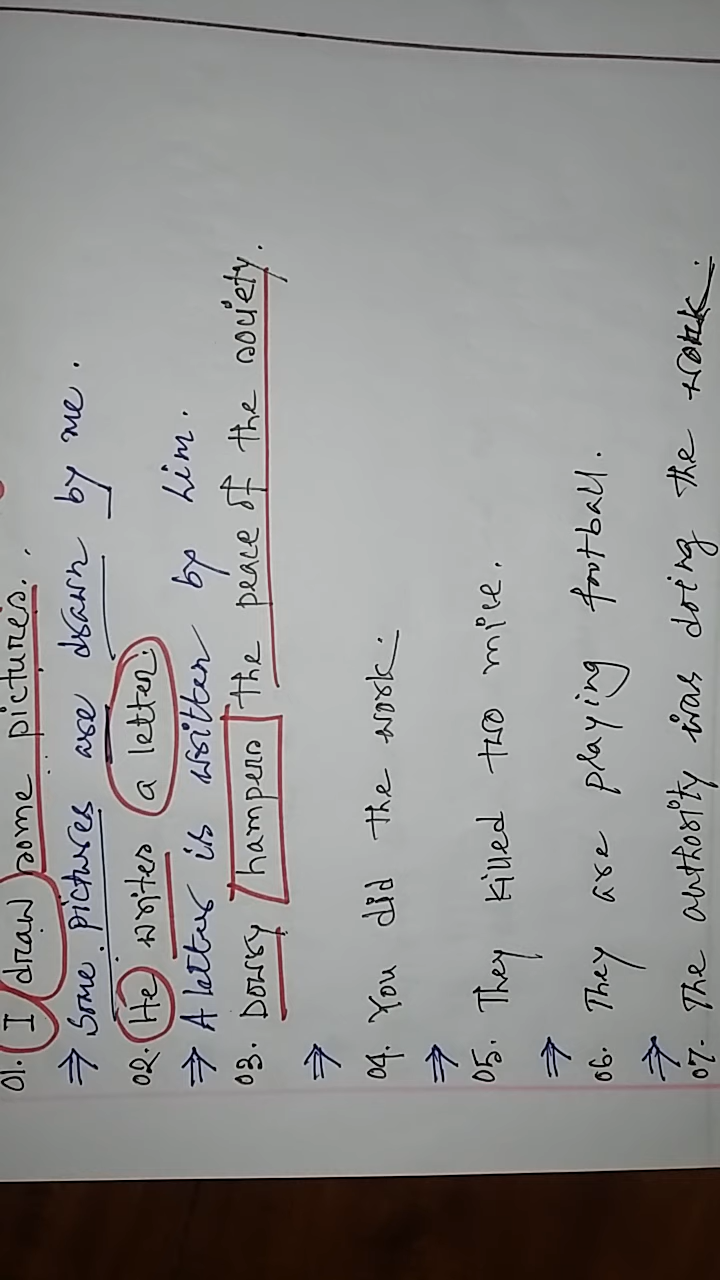 01. I draw some pictures.
⇒ Some pictures are drawn by me.
02. He writes a letter.
⇒ A letter is written by him.
03. Dowry hampers the peace of the society.
⇒
04. You did the work.
⇒
05. They killed two mice.
⇒
06. They are playing football.
⇒
07. The authority was doing the work.